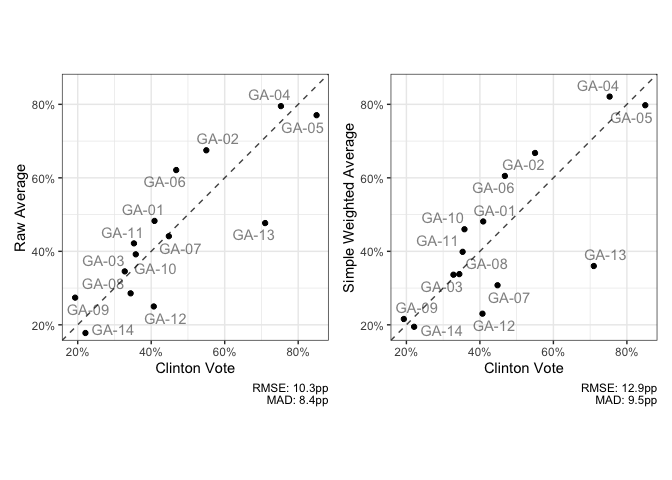 Raw Average
80%
60%
40%
20%
GA-04
GA-05
GA-02
GA-06
GA-01
GA-13
GA-11
GA-07
GA-03
GA-10
GA-08
GA-09
GA-12
GA-14
20%
40%
60%
80%
Clinton Vote
RMSE: 10.3pp
MAD: 8.4pp
Simple Weighted Average
80%
60%
40%
20%
GA-04
GA-05
GA-02
GA-06
GA-10
GA-01
GA-11
GA-13
GA-08
GA-03
GA-07
GA-09
GA-12
GA-14
20%
40%
60%
80%
Clinton Vote
RMSE: 12.9pp
MAD: 9.5pp